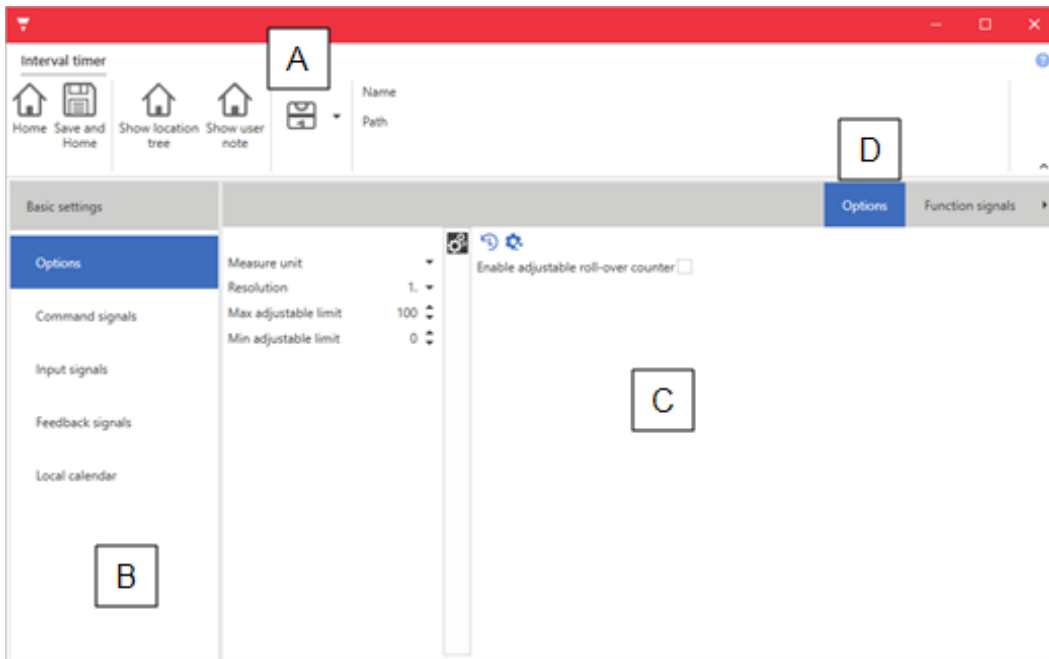 A
Interval timer
Name
Path
Home Save and Home Show location tree Show user note
D
Basic settings
Options Function signals
Options
Command signals
Input signals
Feedback signals
Local calendar
Measure unit
Resolution 1.
Max adjustable limit 100
Min adjustable limit 0
Enable adjustable roll-over counter
C
B